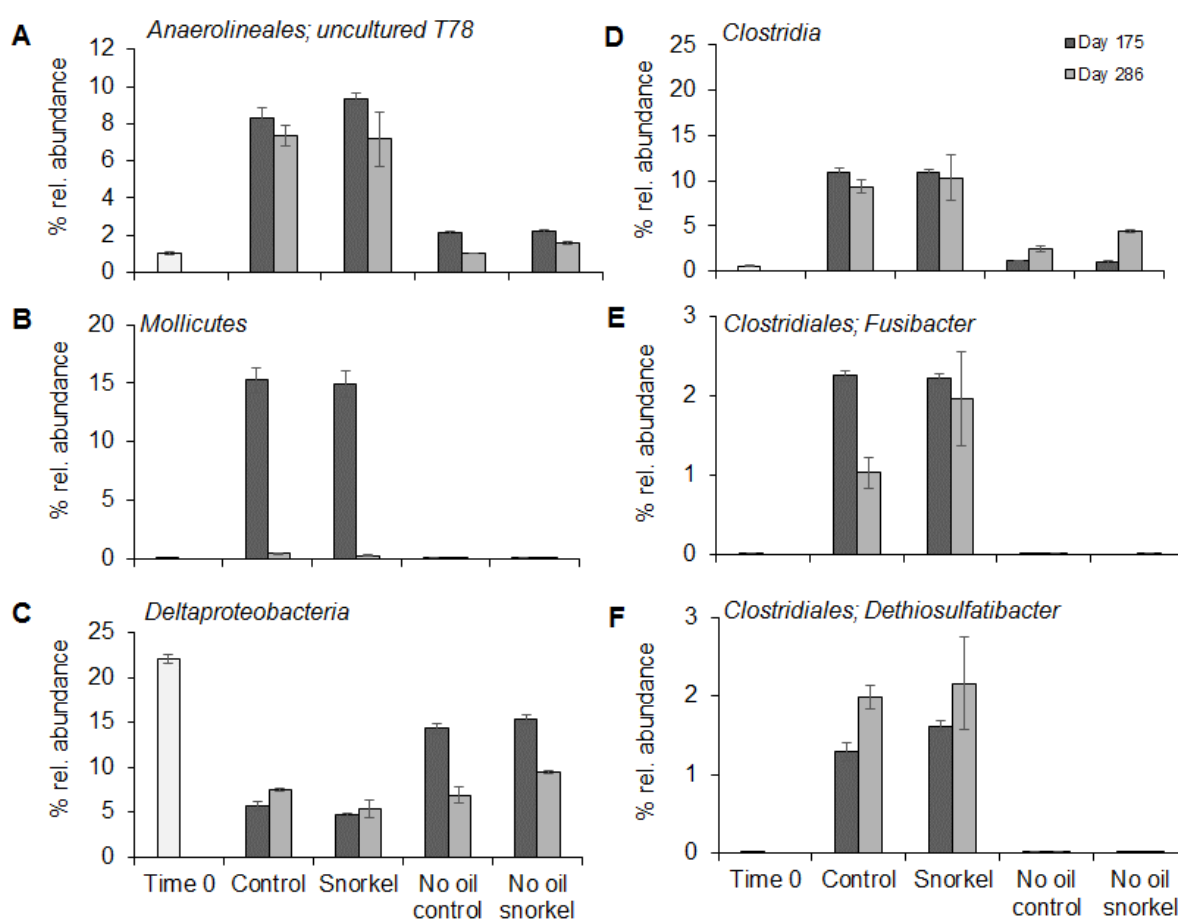 A
Anaerolineales; uncultured T78
% rel. abundance
12
10
8
6
4
2
0
B
Mollicutes
% rel. abundance
20
15
10
5
0
C
Deltaproteobacteria
% rel. abundance
25
20
15
10
5
0
Time 0
Control
Snorkel
No oil
control
No oil
snorkel
D
Clostridia
Day 175
Day 286
% rel. abundance
25
20
15
10
5
0
E
Clostridiales; Fusibacter
% rel. abundance
3
2
1
0
F
Clostridiales; Dethiosulfatibacter
% rel. abundance
3
2
1
0
Time 0
Control
Snorkel
No oil
control
No oil
snorkel